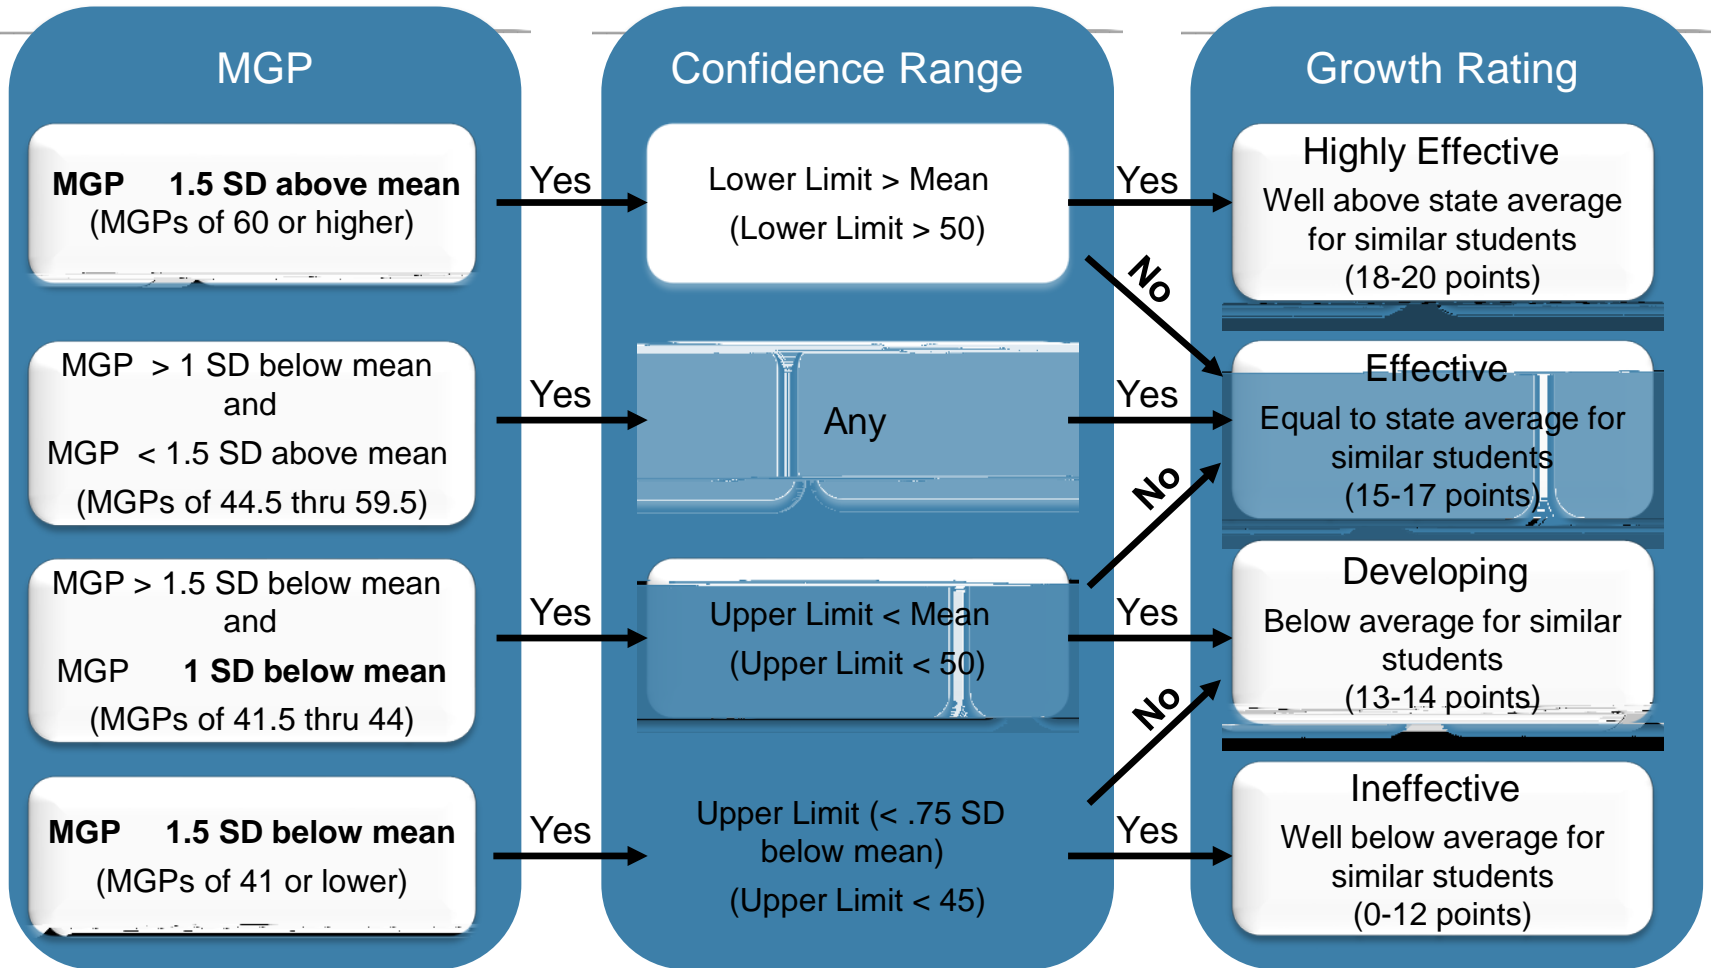 MGP
MGP 1.5 SD above mean
(MGPs of 60 or higher)
MGP > 1 SD below mean
and
MGP < 1.5 SD above mean
(MGPs of 44.5 thru 59.5)
MGP > 1.5 SD below mean
and
MGP 1 SD below mean
(MGPs of 41.5 thru 44)
MGP 1.5 SD below mean
(MGPs of 41 or lower)
Yes
Yes
Yes
Yes
Confidence Range
Lower Limit > Mean
(Lower Limit > 50)
Any
Upper Limit < Mean
(Upper Limit < 50)
Upper Limit (< .75 SD
below mean)
(Upper Limit < 45)
Yes
No
Yes
No
Yes
No
Yes
Growth Rating
Highly Effective
Well above state average
for similar students
(18-20 points)
Effective
Equal to state average for
similar students
(15-17 points)
Developing
Below average for similar
students
(13-14 points)
Ineffective
Well below average for
similar students
(0-12 points)